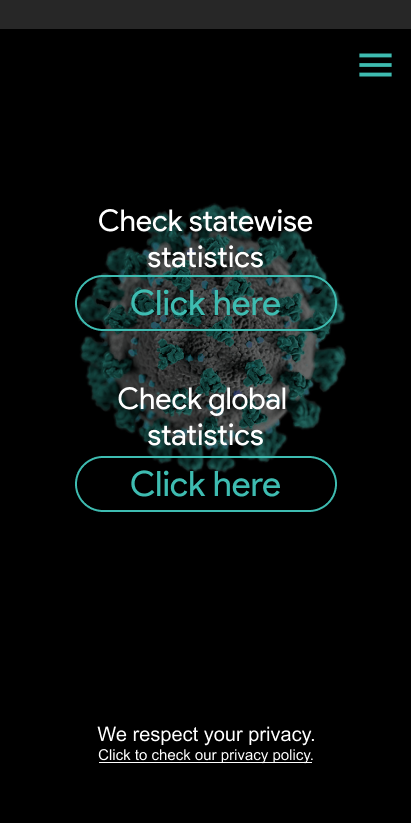 Check statewise
statistics
Click here
Check global
statistics
Click here
We respect your privacy.
Click to check our privacy policy.